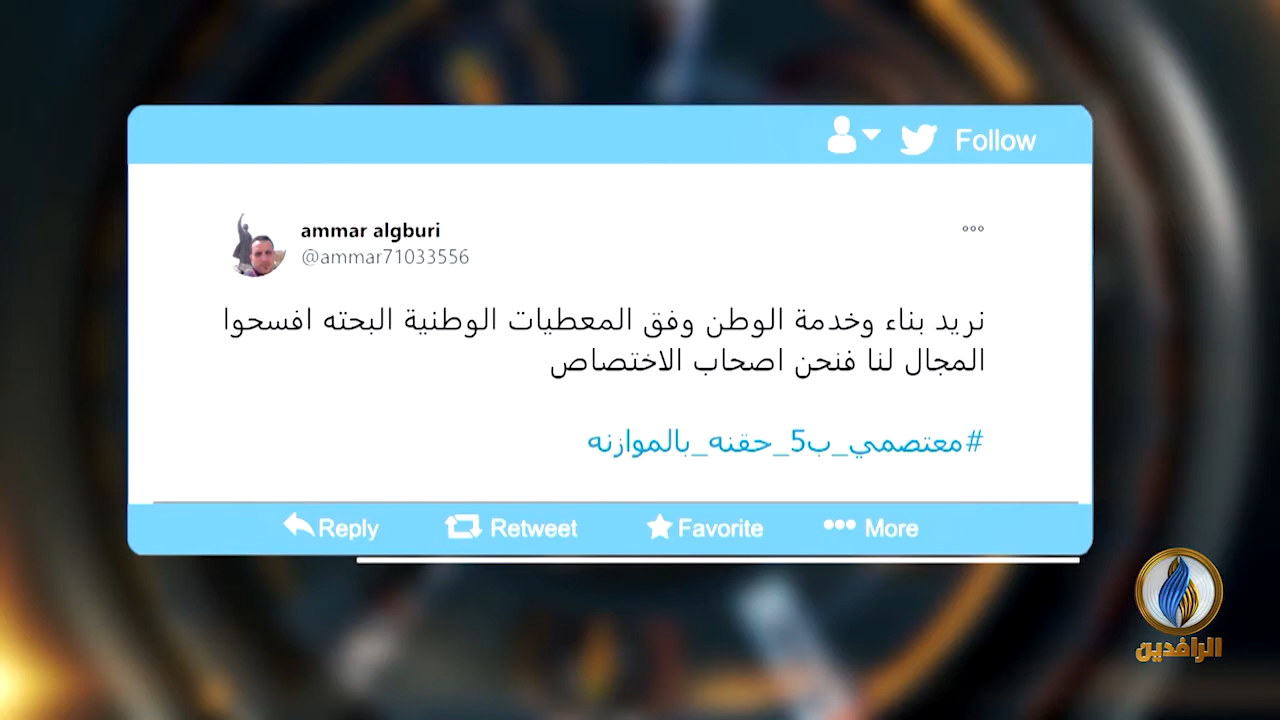 Follow
ammar algburi
@ammar71033556
نريد بناء وخدمة الوطن وفق المعطيات الوطنية البحته افسحوا
المجال لنا فنحن اصحاب الاختصاص
#معتصمي_ب5_حقنه_بالموازنه
Reply Retweet Favorite More
الرافدين